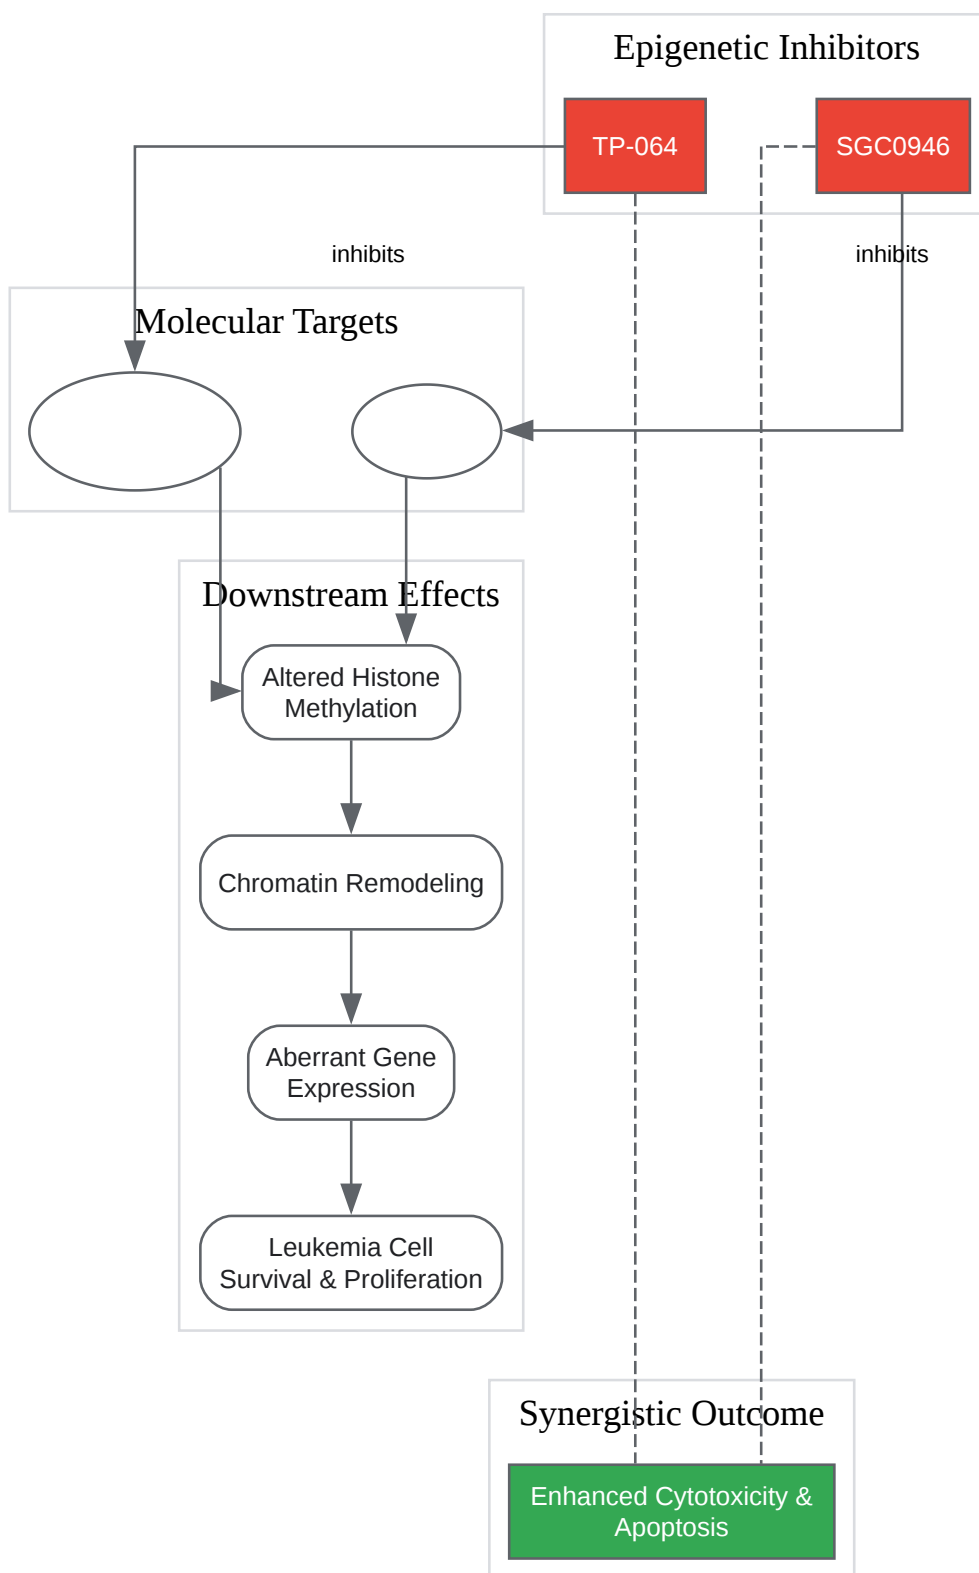 Epigenetic Inhibitors
TP-064
SGC0946
inhibits
inhibits
Molecular Targets
Downstream Effects
Altered Histone
Methylation
Chromatin Remodeling
Aberrant Gene
Expression
Leukemia Cell
Survival & Proliferation
Synergistic Outcome
Enhanced Cytotoxicity &
Apoptosis